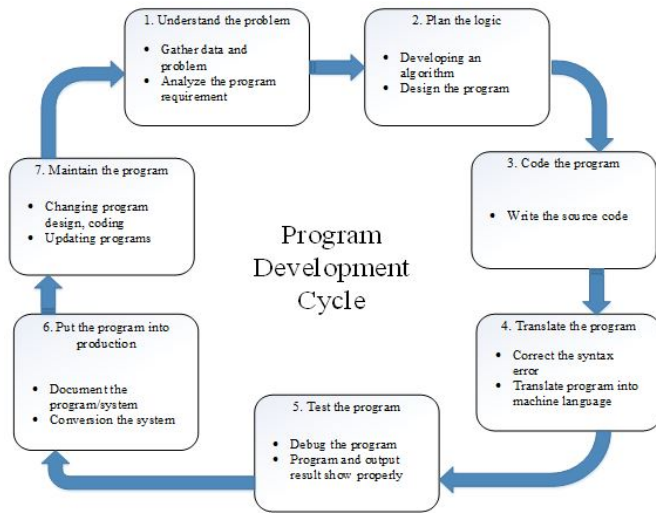 1. Understand the problem
• Gather data and
problem
• Analyze the program
requirement
2. Plan the logic
• Developing an
algorithm
• Design the program
3. Code the program
• Write the source code
4. Translate the program
• Correct the syntax
error
• Translate program into
machine language
5. Test the program
• Debug the program
• Program and output
result show properly
6. Put the program into
production
• Document the
program/system
• Conversion the system
7. Maintain the program
• Changing program
design, coding
• Updating programs
Program
Development
Cycle